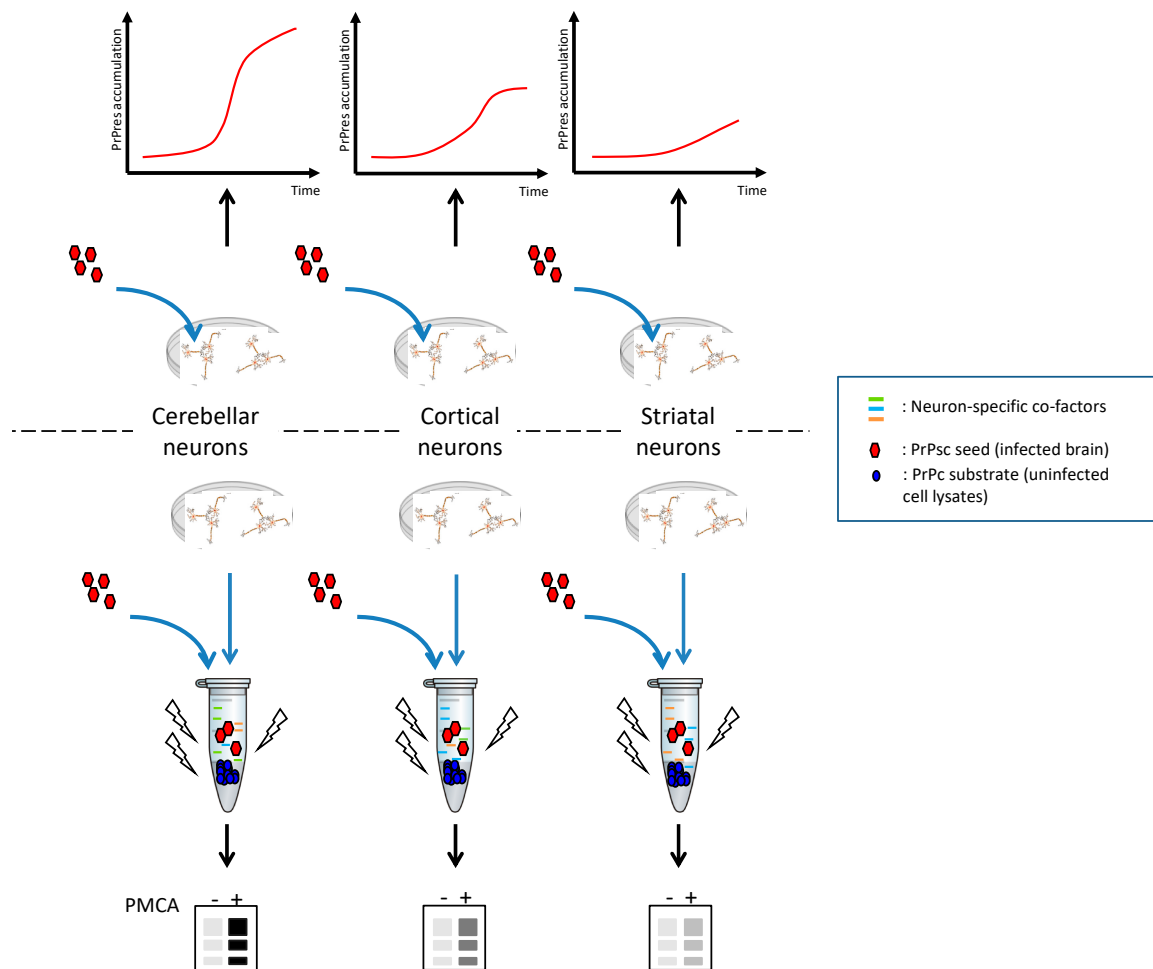 PrPres accumulation
Time
PrPres accumulation
Time
PrPres accumulation
Time
Cerebellar
neurons
Cortical
neurons
Striatal
neurons
: Neuron-specific co-factors
: PrPsc seed (infected brain)
: PrPc substrate (uninfected
cell lysates)
PMCA
- +
- +
- +